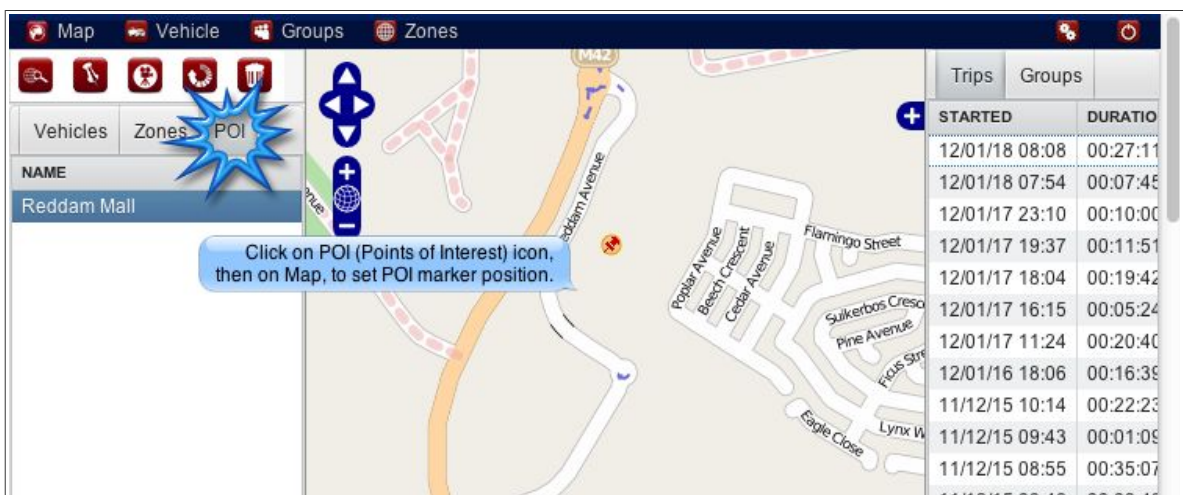 Map Vehicle Groups Zones
Vehicles Zones POI
NAME
Reddam Mall
M42
Reddam Avenue
Click on POI (Points of Interest) icon,
then on Map, to set POI marker position.
Poplar Avenue
Beech Crescent
Cedar Avenue
Flamingo Street
Suikerbos Cresc
Pine Avenue
Ficus Stre
Eagle Close
Lynx W
Trips Groups
STARTED DURATIO
12/01/18 08:08 00:27:11
12/01/18 07:54 00:07:45
12/01/17 23:10 00:10:00
12/01/17 19:37 00:11:51
12/01/17 18:04 00:19:42
12/01/17 16:15 00:05:24
12/01/17 11:24 00:20:40
12/01/16 18:06 00:16:39
11/12/15 10:14 00:22:23
11/12/15 09:43 00:01:09
11/12/15 08:55 00:35:07